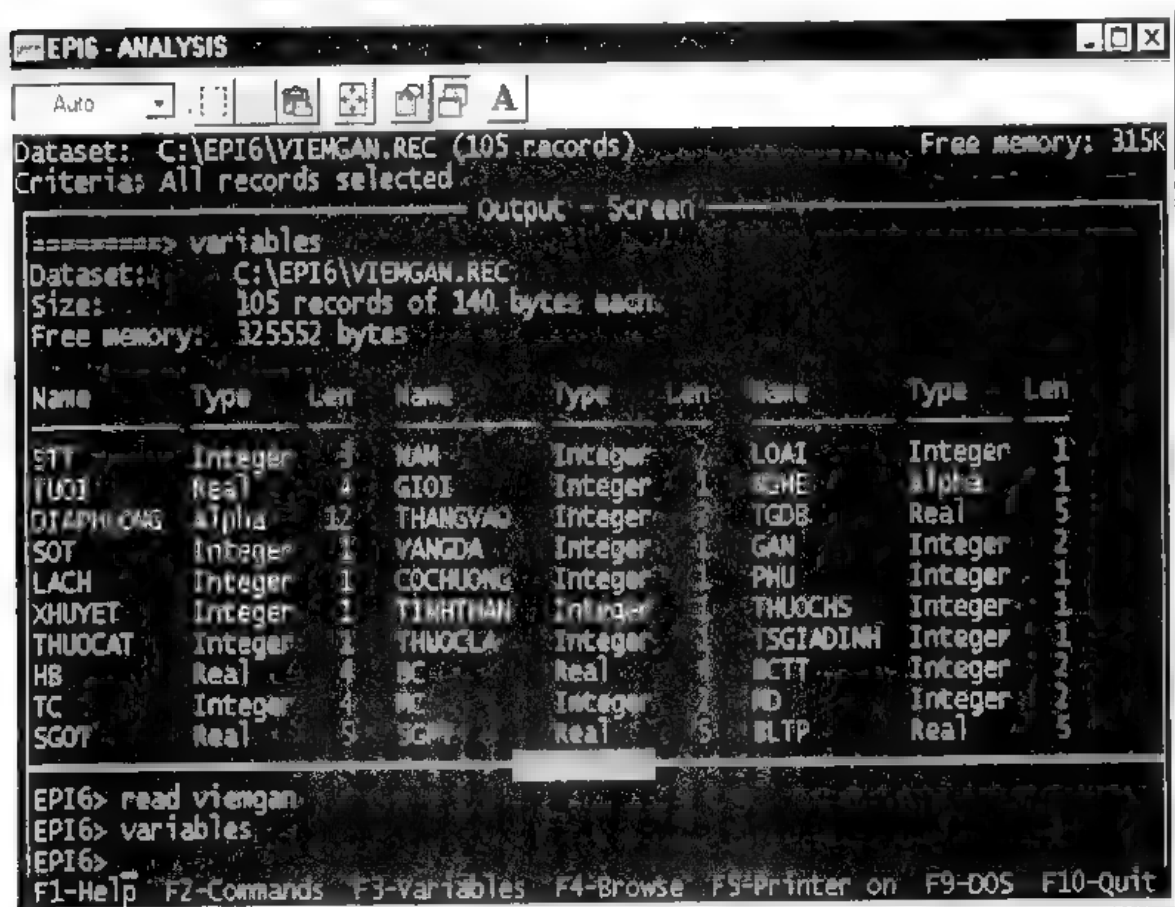 EPI6 - ANALYSIS
Auto A
Dataset: C:\EPI6\VIEMGAN.REC (105 records) Free memory: 315K
Criteria: All records selected
Output - Screen
=========> variables
Dataset: C:\EPI6\VIEMGAN.REC
Size: 105 records of 140 bytes each
Free memory: 325552 bytes
Name Type Len Name Type Len Name Type Len
STT Integer 3 Integer LOAI Integer 1
TUOI Real 4 GIOI Integer 1 NGHE Alpha
DIAPHUONG Alpha 12 THANGVAO Integer TGDB Real 5
SOT Integer 1 VANGDA Integer 1 GAN Integer 2
LACH Integer 1 COCHUONG Integer 1 PHU Integer 1
XHUYET Integer 1 TINHTHAN Integer THUOCHS Integer 1
THUOCAT Integer 1 THUOCLA Integer 1 TSGIADINH Integer 1
HB Real 4 BC Real BCTT Integer 2
TC Integer 4 Integer Integer 2
SGOT Real 5 Real 5 BLTP Real 5
EPI6> read viemgan
EPI6> variables
EPI6>
F1-Help F2-Commands F3-Variables F4-Browse F5-Printer on F9-DOS F10-Quit